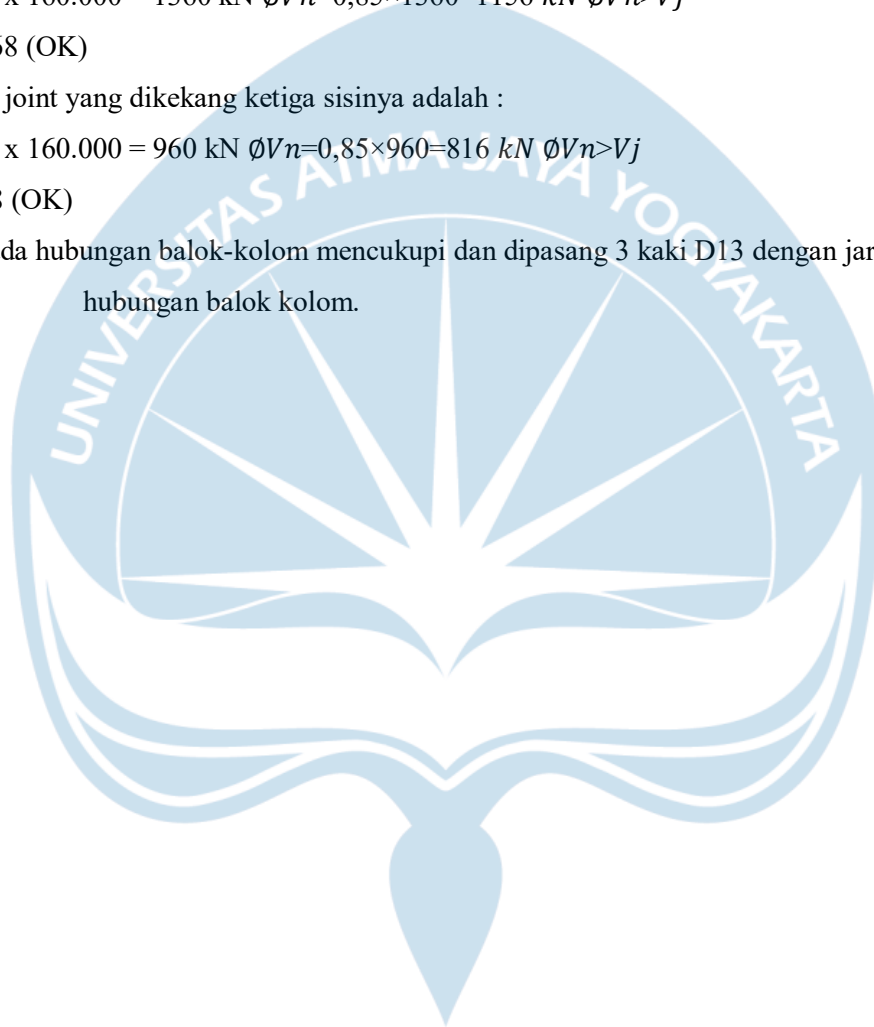 x 160.000 = 1360 kN ∅Vn=0,85×1360=1156 kN ∅Vn>Vj
68 (OK)
joint yang dikekang ketiga sisinya adalah :
x 160.000 = 960 kN ∅Vn=0,85×960=816 kN ∅Vn>Vj
8 (OK)
da hubungan balok-kolom mencukupi dan dipasang 3 kaki D13 dengan jar
hubungan balok kolom.
UNIVERSITAS ATMA JAYA YOGYAKARTA